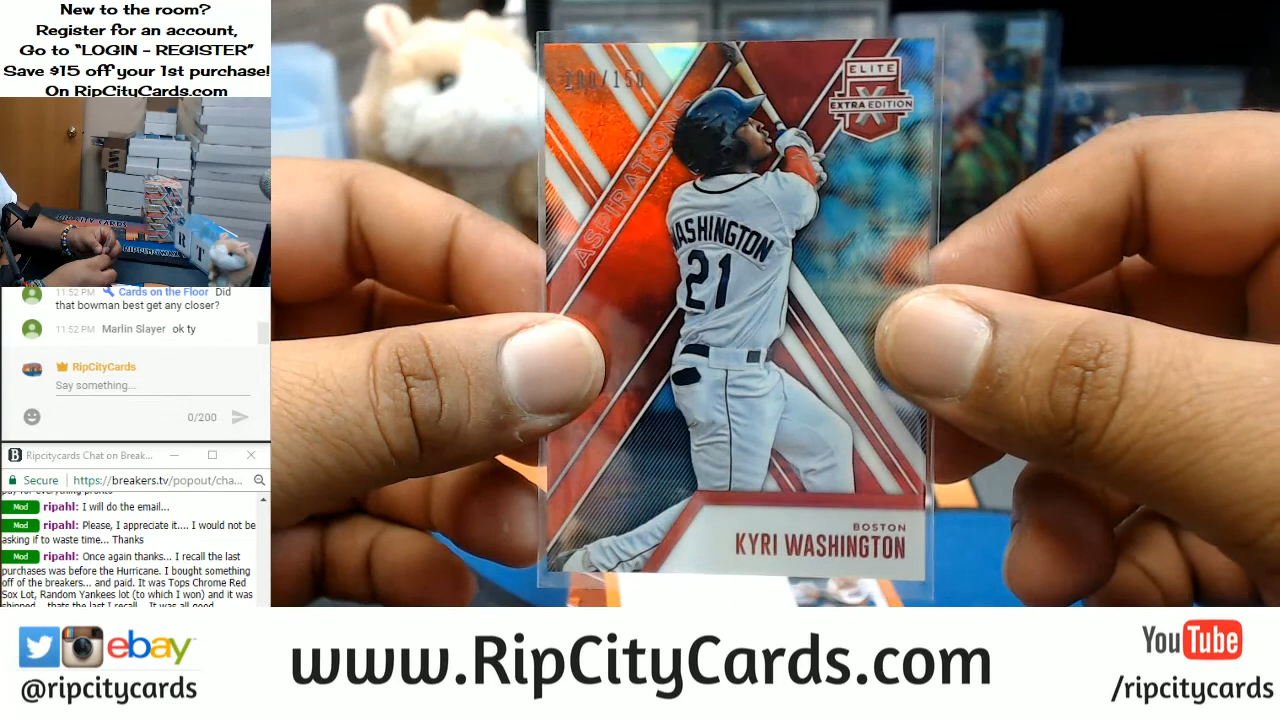 New to the room?
Register for an account,
Go to “LOGIN - REGISTER”
Save $15 off your 1st purchase!
On RipCityCards.com
RIP CITY CARDS
R T
11:52 PM Cards on the Floor Did
that bowman best get any closer?
11:52 PM Marlin Slayer ok ty
RipCityCards
Say something...
0/200
Ripcitycards Chat on Break...
Secure https://breakers.tv/popout/cha...
Mod ripahl: I will do the email...
Mod ripahl: Please, I appreciate it.... I would not be
asking if to waste time... Thanks
Mod ripahl: Once again thanks... I recall the last
purchases was before the Hurricane. I bought something
off of the breakers... and paid. It was Tops Chrome Red
Sox Lot, Random Yankees lot (to which I won) and it was
/150
ELITE
X
EXTRA EDITION
ASPIRATIONS
WASHINGTON
21
BOSTON
KYRI WASHINGTON
ebay
@ripcitycards
www.RipCityCards.com
YouTube
/ripcitycards